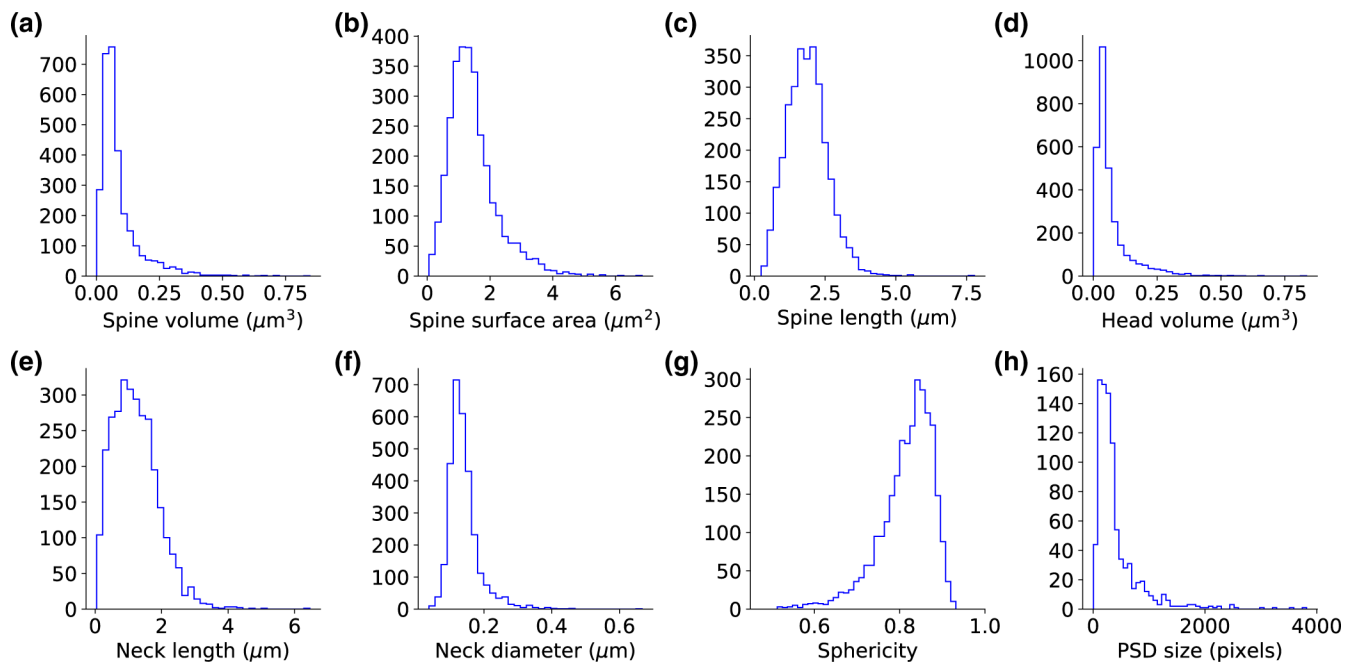 (a)
700
600
500
400
300
200
100
0
0.00 0.25 0.50 0.75
Spine volume (μm³)
(b)
400
350
300
250
200
150
100
50
0
0 2 4 6
Spine surface area (μm²)
(c)
350
300
250
200
150
100
50
0
0.0 2.5 5.0 7.5
Spine length (μm)
(d)
1000
800
600
400
200
0
0.00 0.25 0.50 0.75
Head volume (μm³)
(e)
300
250
200
150
100
50
0
0 2 4 6
Neck length (μm)
(f)
700
600
500
400
300
200
100
0
0.2 0.4 0.6
Neck diameter (μm)
(g)
300
250
200
150
100
50
0
0.6 0.8 1.0
Sphericity
(h)
160
140
120
100
80
60
40
20
0
0 2000 4000
PSD size (pixels)